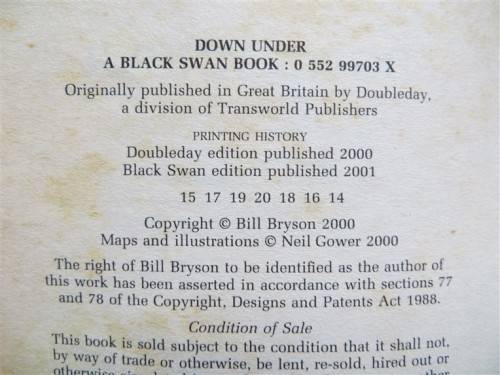 DOWN UNDER
A BLACK SWAN BOOK : 0 552 99703 X
Originally published in Great Britain by Doubleday,
a division of Transworld Publishers
PRINTING HISTORY
Doubleday edition published 2000
Black Swan edition published 2001
15 17 19 20 18 16 14
Copyright © Bill Bryson 2000
Maps and illustrations © Neil Gower 2000
The right of Bill Bryson to be identified as the author of
this work has been asserted in accordance with sections 77
and 78 of the Copyright, Designs and Patents Act 1988.
Condition of Sale
This book is sold subject to the condition that it shall not,
by way of trade or otherwise, be lent, re-sold, hired out or
otherwise